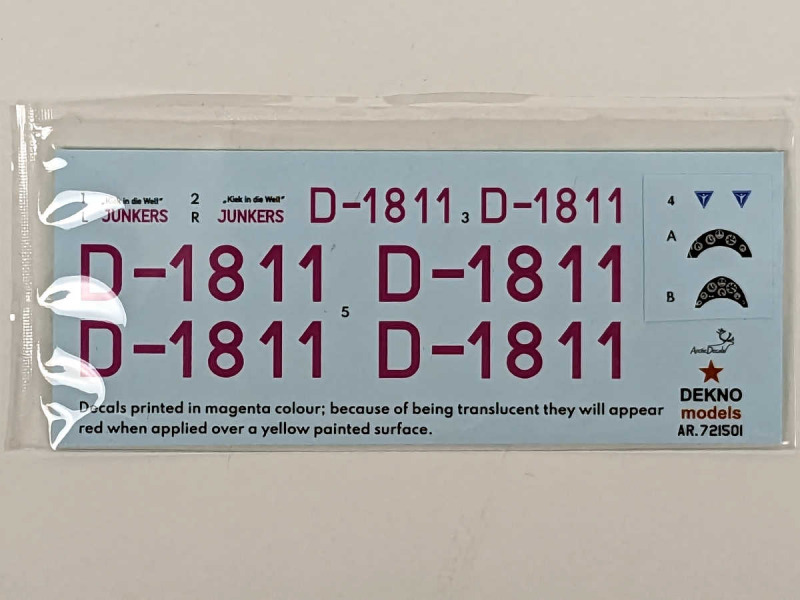 1 „Kiek in die Welt” 2 „Kiek in die Welt”
L JUNKERS R JUNKERS
D-1811 3 D-1811
4
D-1811 D-1811
A
5
B
D-1811 D-1811
ArcticDecals
DEKNO
models
AR.721501
Decals printed in magenta colour; because of being translucent they will appear
red when applied over a yellow painted surface.